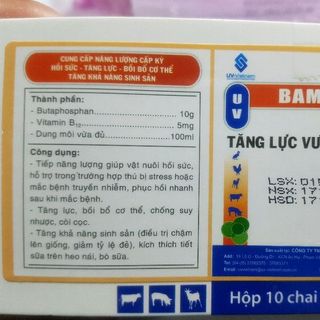 CUNG CẤP NĂNG LƯỢNG CẤP KỲ
HỒI SỨC - TĂNG LỰC - BỒI BỔ CƠ THỂ
TĂNG KHẢ NĂNG SINH SẢN
Thành phần:
- Butaphosphan 10g
- Vitamin B12 5mg
- Dung môi vừa đủ 100ml
Công dụng:
- Tiếp năng lượng giúp vật nuôi hồi sức,
hỗ trợ trong trường hợp thú bị stress hoặc
mắc bệnh truyền nhiễm, phục hồi nhanh
sau khi mắc bệnh.
- Tăng lực, bồi bổ cơ thể, chống suy
nhược, còi cọc.
- Tăng khả năng sinh sản (điều trị chậm
lên giống, giảm tỷ lệ đẻ), kích thích tiết
sữa trên heo nái, bò sữa.
UV-Vietnam
UV
BAM
TĂNG LỰC VƯ
LSX: 015
NSX: 17
HSD: 17
Hộp 10 chai